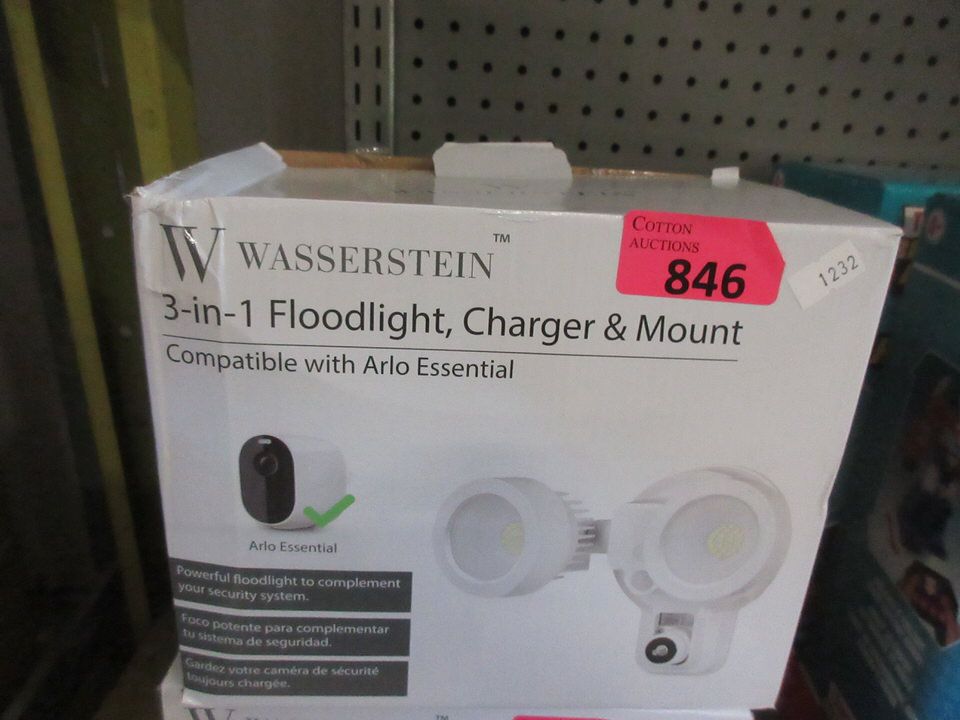 W WASSERSTEIN™
COTTON
AUCTIONS
846
1232
3-in-1 Floodlight, Charger & Mount
Compatible with Arlo Essential
Arlo Essential
Powerful floodlight to complement
your security system.
Foco potente para complementar
tu sistema de seguridad.
Gardez votre caméra de sécurité
toujours chargée.
W
TM